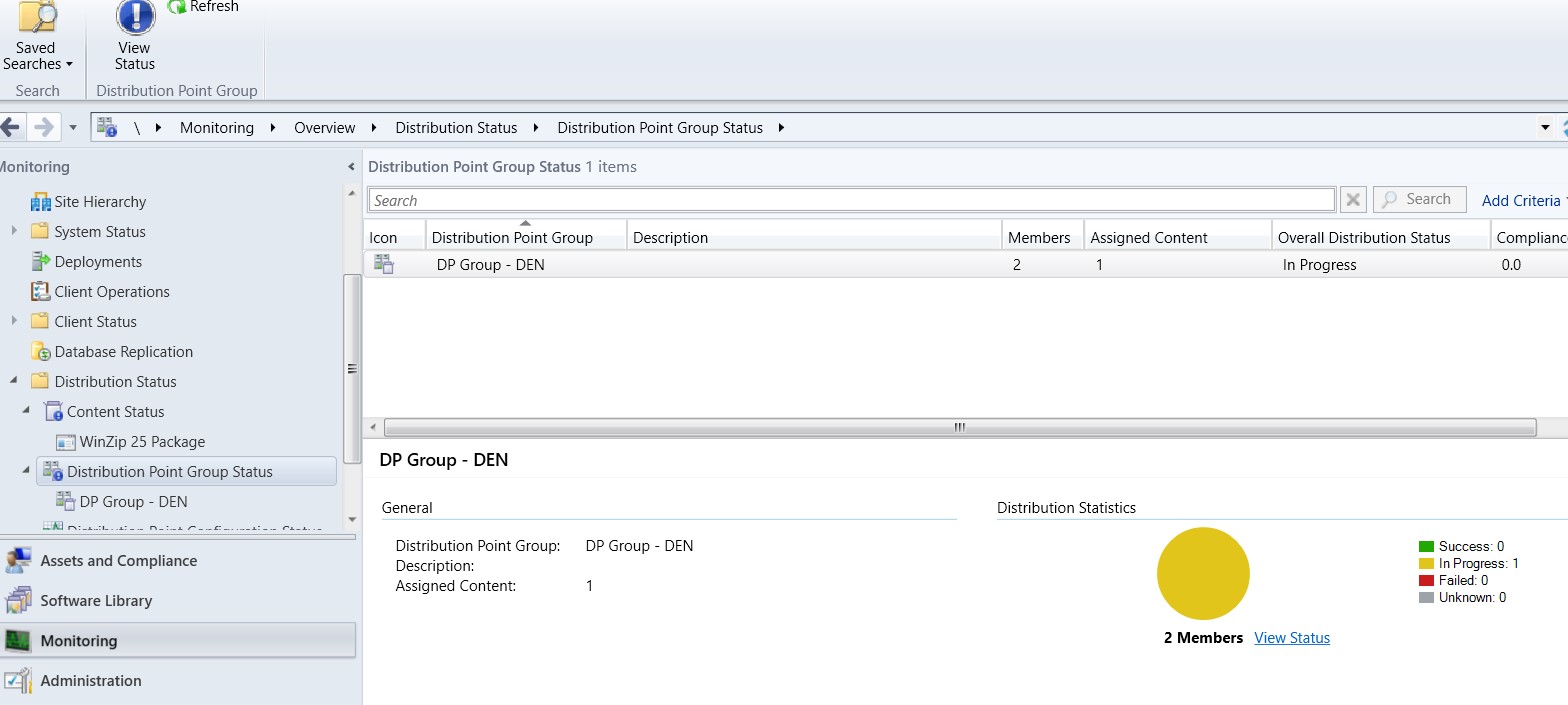 Refresh
Saved
Searches
View
Status
Search
Distribution Point Group
\ Monitoring Overview Distribution Status Distribution Point Group Status
Monitoring
Site Hierarchy
System Status
Deployments
Client Operations
Client Status
Database Replication
Distribution Status
Content Status
WinZip 25 Package
Distribution Point Group Status
DP Group - DEN
Distribution Point Configuration Status
Assets and Compliance
Software Library
Monitoring
Administration
Distribution Point Group Status 1 items
Search
Search
Add Criteria
Icon Distribution Point Group Description Members Assigned Content Overall Distribution Status Complianc
DP Group - DEN 2 1 In Progress 0.0
DP Group - DEN
General
Distribution Point Group: DP Group - DEN
Description:
Assigned Content: 1
Distribution Statistics
Success: 0
In Progress: 1
Failed: 0
Unknown: 0
2 Members View Status